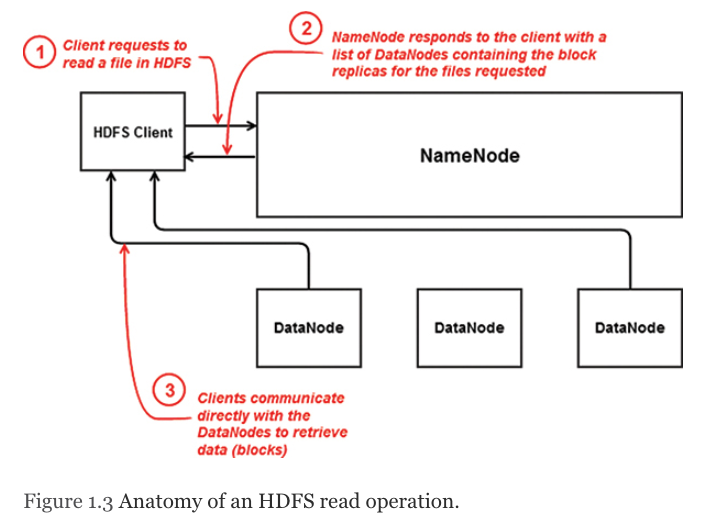 1
Client requests to
read a file in HDFS
2
NameNode responds to the client with a
list of DataNodes containing the block
replicas for the files requested
HDFS Client
NameNode
DataNode
DataNode
DataNode
3
Clients communicate
directly with the
DataNodes to retrieve
data (blocks)
Figure 1.3 Anatomy of an HDFS read operation.